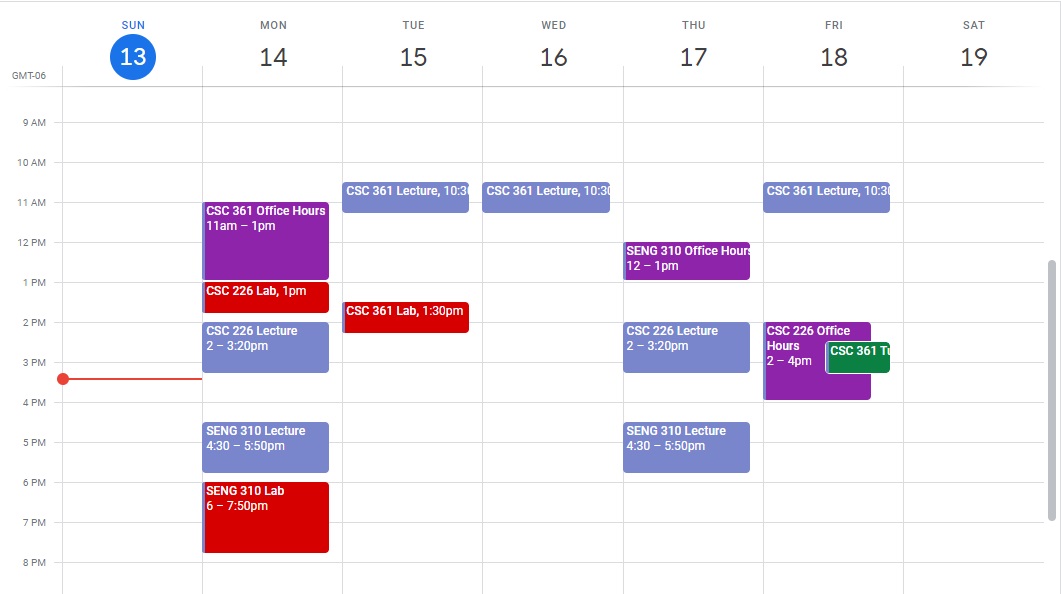 SUN MON TUE WED THU FRI SAT
13 14 15 16 17 18 19
GMT-06
9 AM
10 AM
CSC 361 Lecture, 10:30
CSC 361 Lecture, 10:30
CSC 361 Lecture, 10:30
11 AM
CSC 361 Office Hours
11am – 1pm
12 PM
SENG 310 Office Hours
12 – 1pm
1 PM
CSC 226 Lab, 1pm
CSC 361 Lab, 1:30pm
2 PM
CSC 226 Lecture
2 – 3:20pm
CSC 226 Lecture
2 – 3:20pm
CSC 226 Office
Hours
2 – 4pm
CSC 361
3 PM
4 PM
SENG 310 Lecture
4:30 – 5:50pm
SENG 310 Lecture
4:30 – 5:50pm
5 PM
6 PM
SENG 310 Lab
6 – 7:50pm
7 PM
8 PM